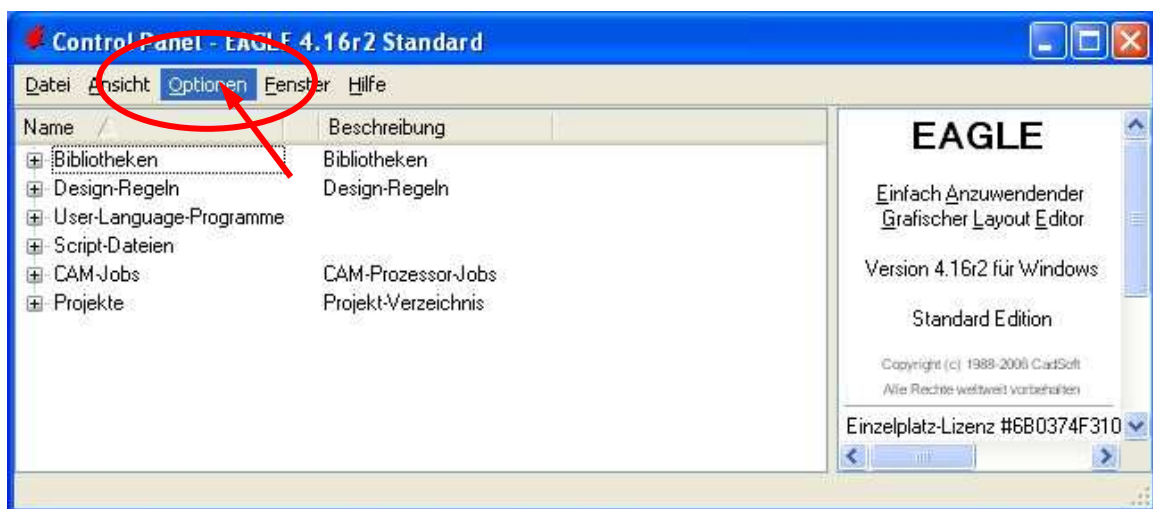 Control Panel - EAGLE 4.16r2 Standard
Datei Ansicht Optionen Fenster Hilfe
Name Beschreibung
Bibliotheken Bibliotheken
Design-Regeln Design-Regeln
User-Language-Programme
Script-Dateien
CAM-Jobs CAM-Prozessor-Jobs
Projekte Projekt-Verzeichnis
EAGLE
Einfach Anzuwendender
Grafischer Layout Editor
Version 4.16r2 für Windows
Standard Edition
Copyright (c) 1988-2006 CadSoft
Alle Rechte weltweit vorbehalten
Einzelplatz-Lizenz #6B0374F310